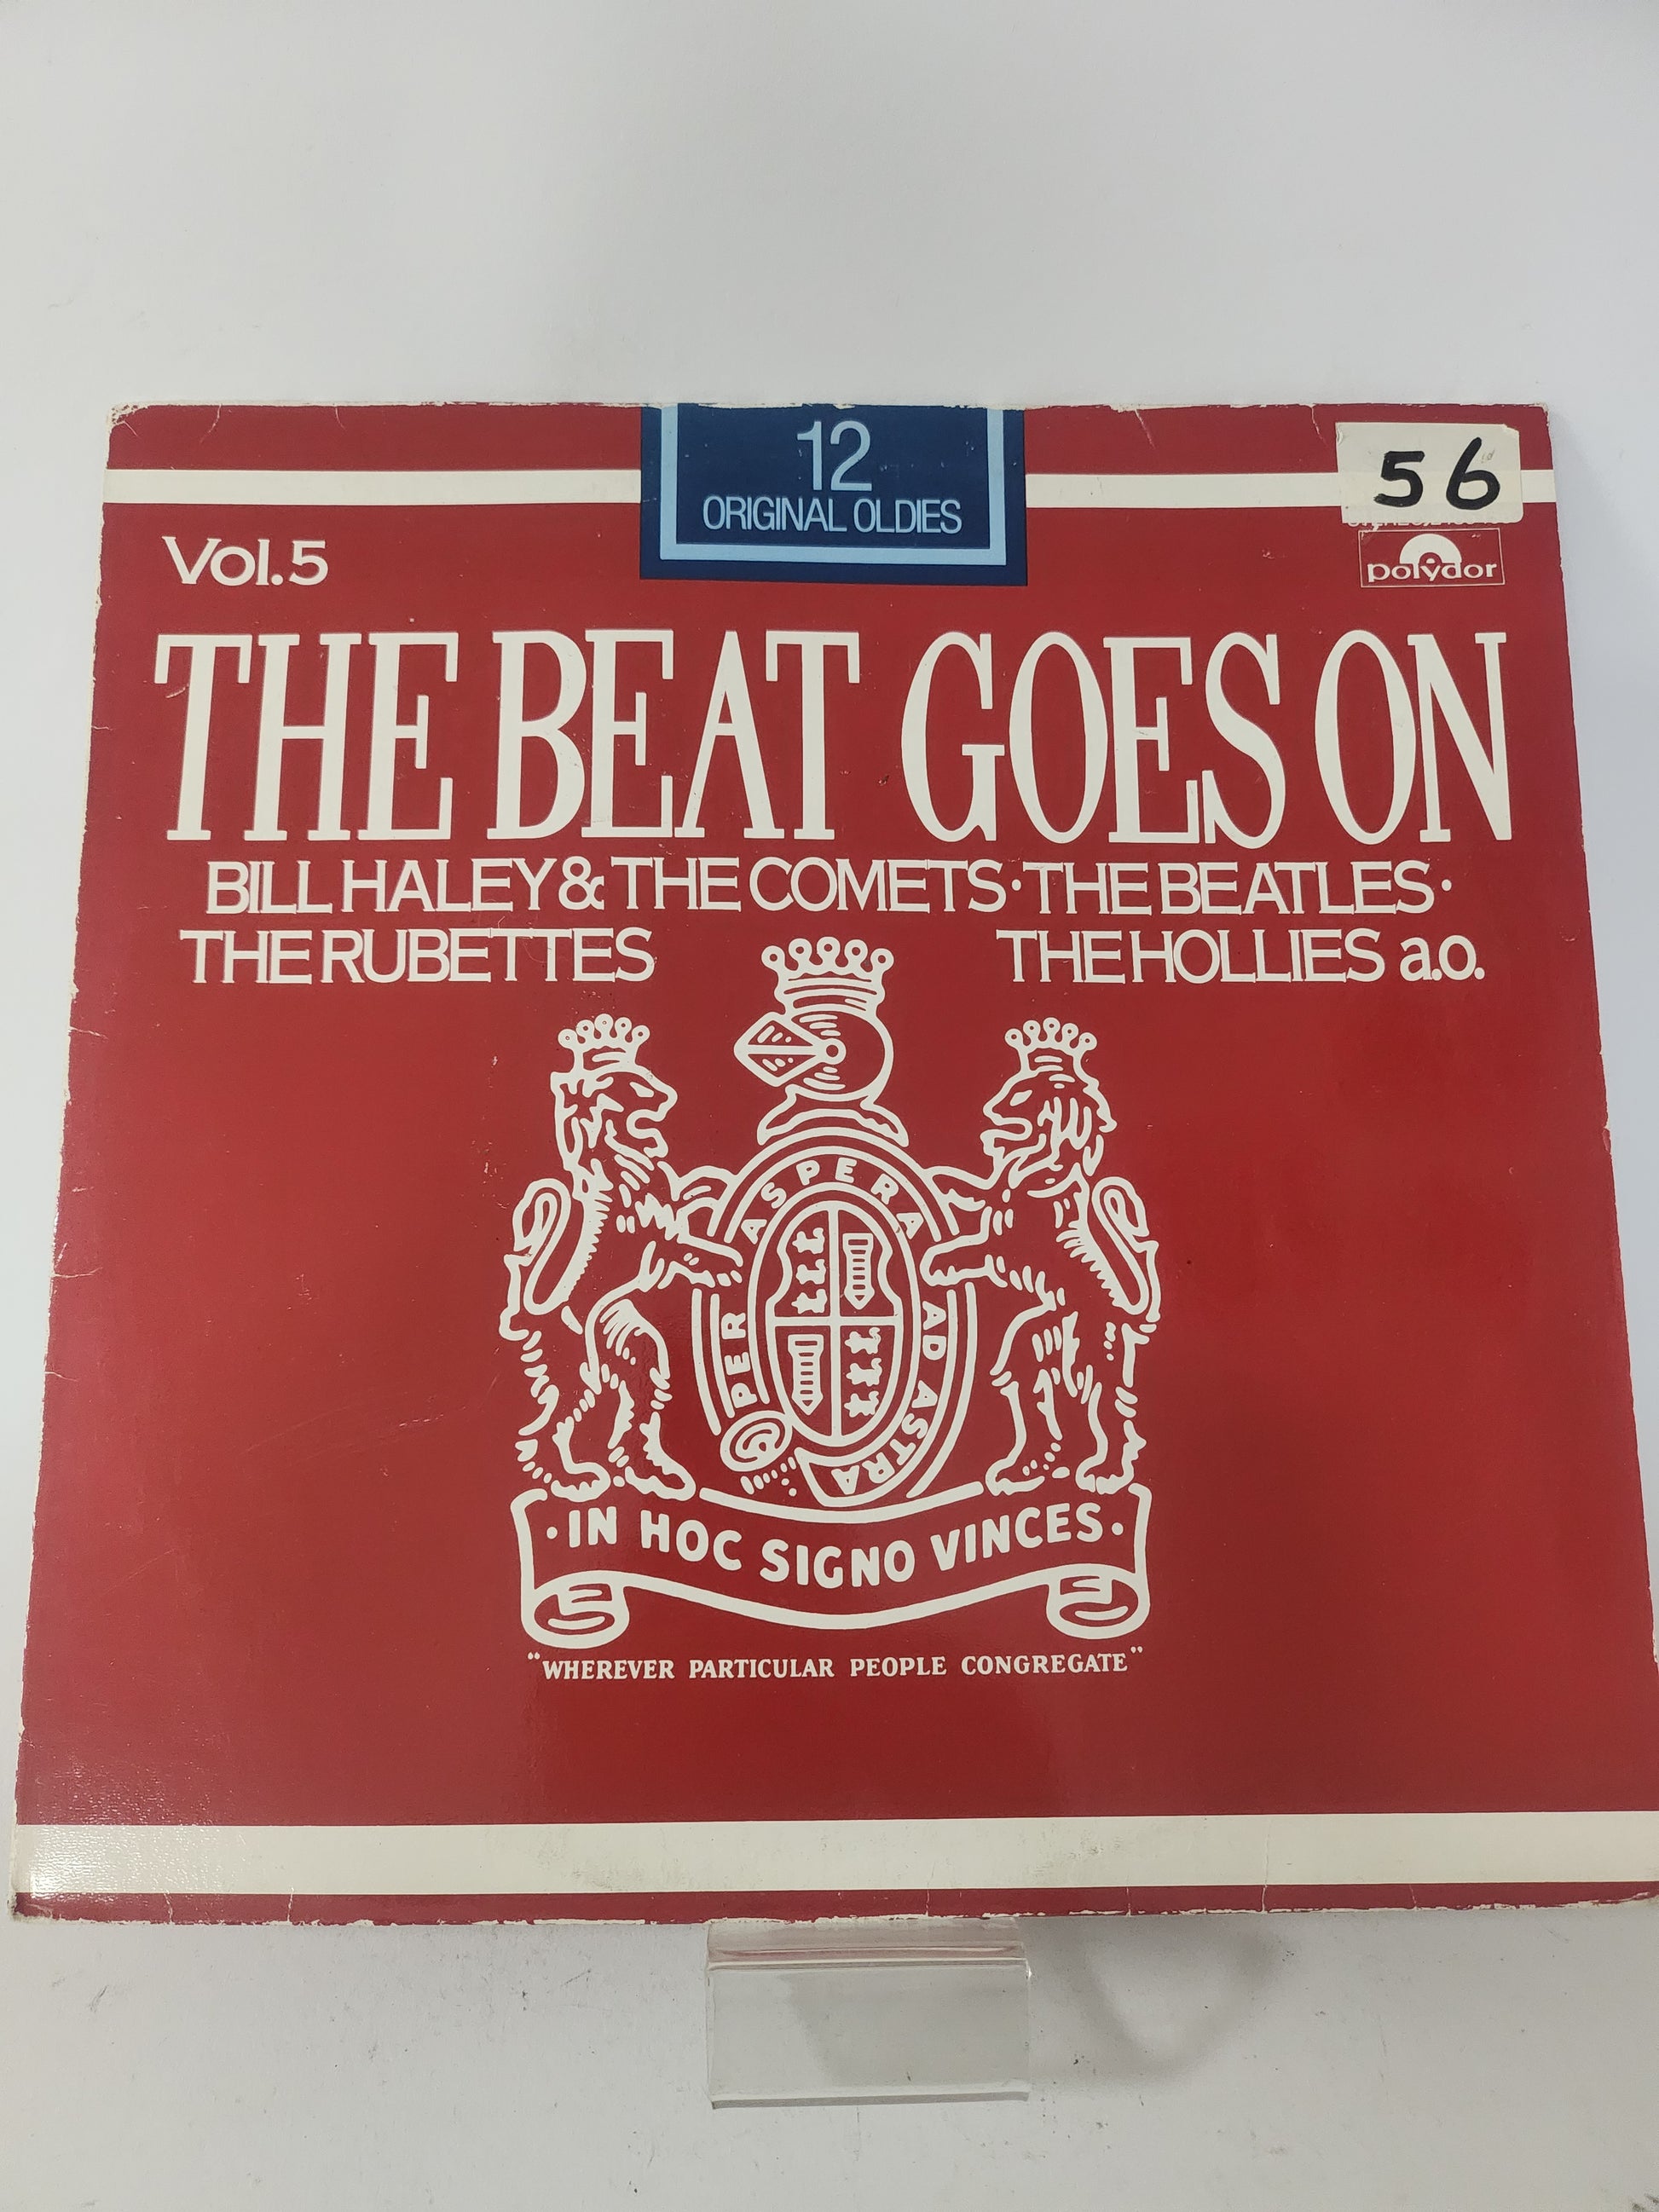 12
ORIGINAL OLDIES
56
polydor
Vol.5
THE BEAT GOES ON
BILL HALEY & THE COMETS · THE BEATLES ·
THE RUBETTES THE HOLLIES a.o.
PER ASPERA AD ASTRA
· IN HOC SIGNO VINCES ·
"WHEREVER PARTICULAR PEOPLE CONGREGATE"